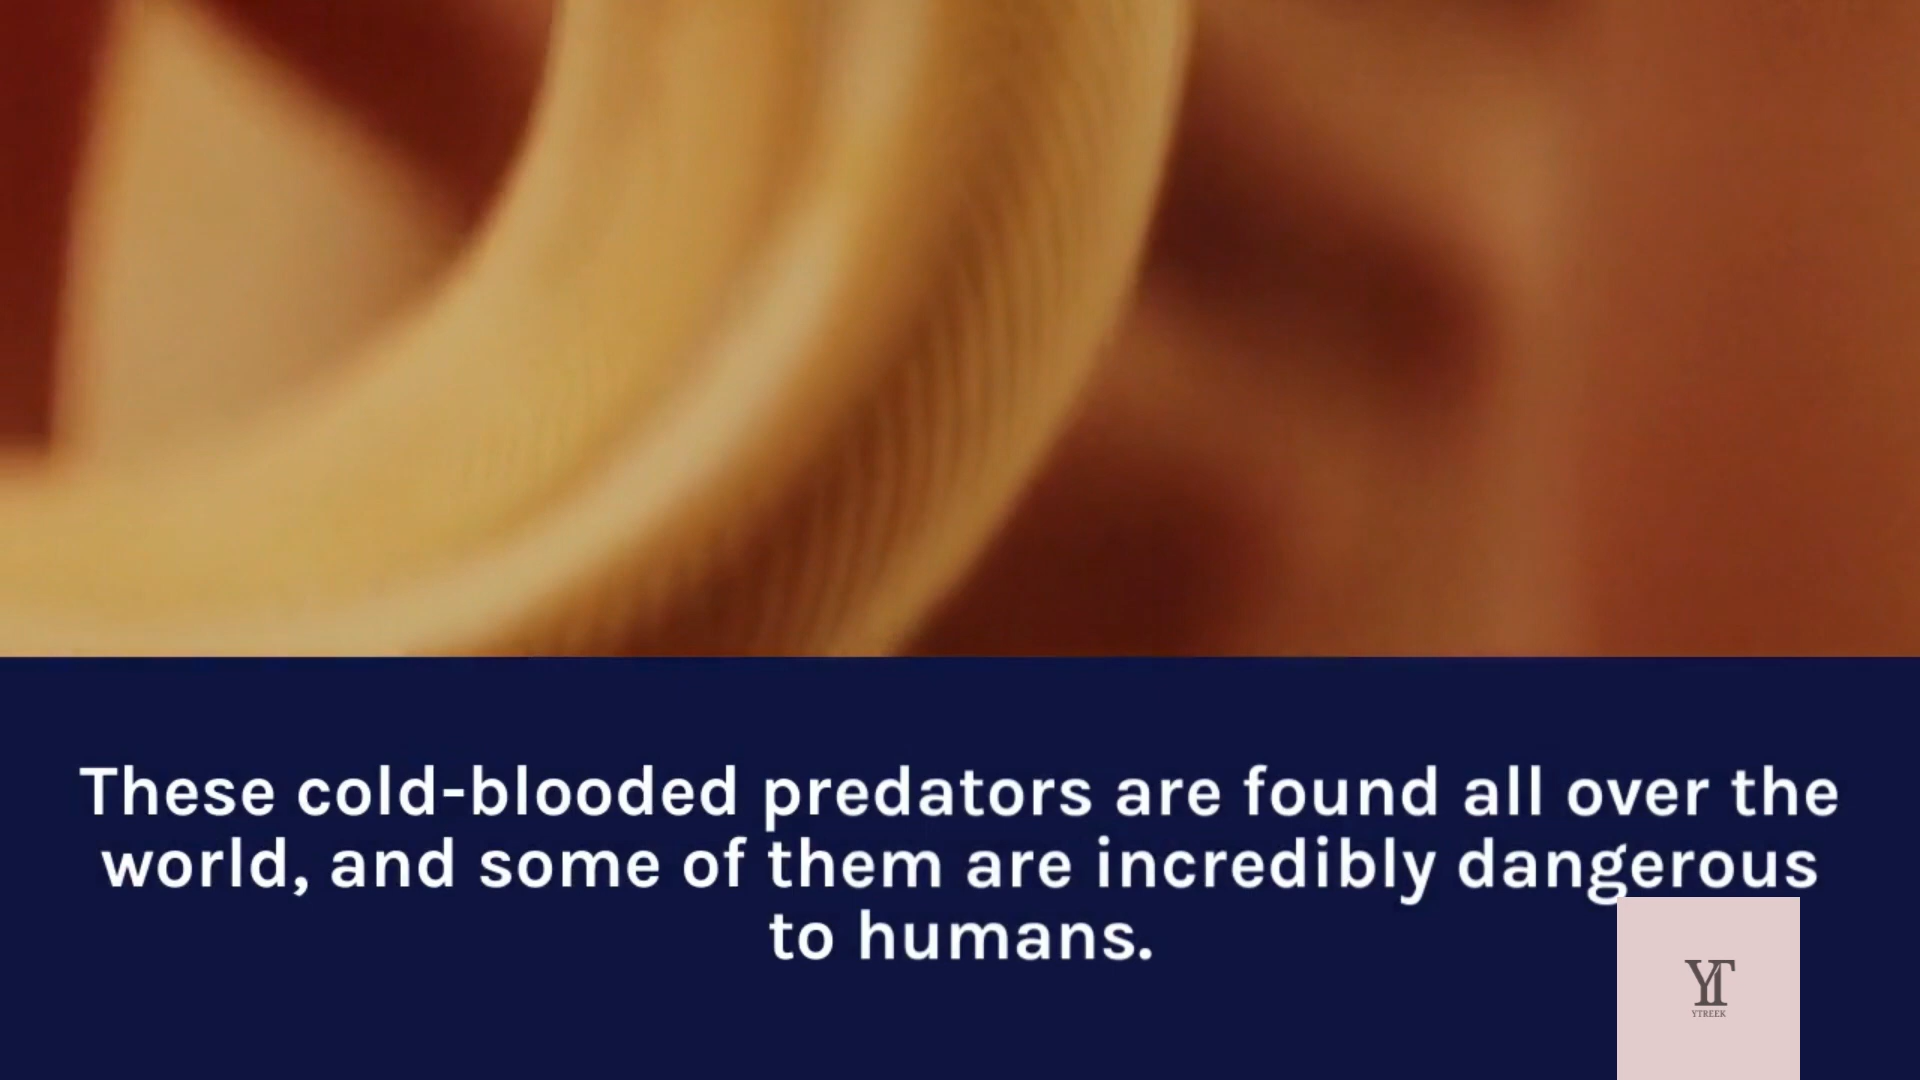 These cold-blooded predators are found all over the
world, and some of them are incredibly dangerous
to humans.
YT
YTREEK